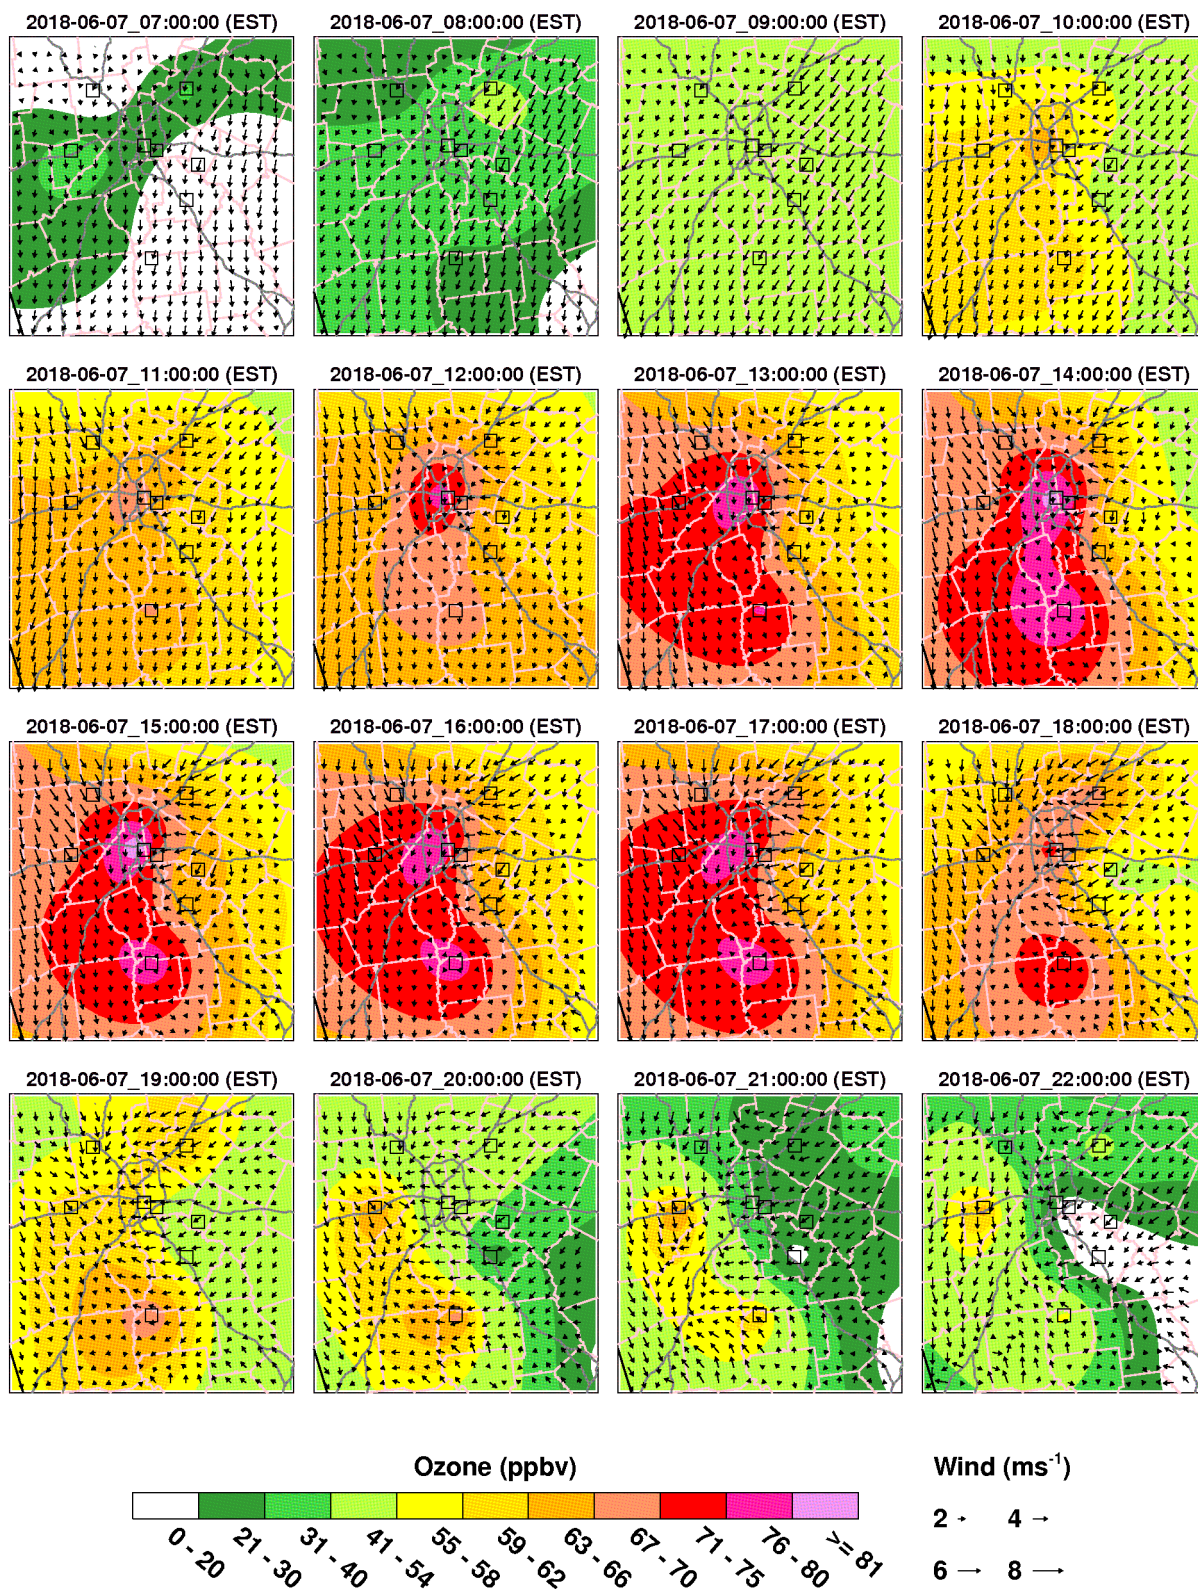 2018-06-07_07:00:00 (EST) 2018-06-07_08:00:00 (EST) 2018-06-07_09:00:00 (EST) 2018-06-07_10:00:00 (EST)
2018-06-07_11:00:00 (EST) 2018-06-07_12:00:00 (EST) 2018-06-07_13:00:00 (EST) 2018-06-07_14:00:00 (EST)
2018-06-07_15:00:00 (EST) 2018-06-07_16:00:00 (EST) 2018-06-07_17:00:00 (EST) 2018-06-07_18:00:00 (EST)
2018-06-07_19:00:00 (EST) 2018-06-07_20:00:00 (EST) 2018-06-07_21:00:00 (EST) 2018-06-07_22:00:00 (EST)
Ozone (ppbv)
0 - 20 21 - 30 31 - 40 41 - 54 55 - 58 59 - 62 63 - 66 67 - 70 71 - 75 76 - 80 >= 81
Wind (ms⁻¹)
2 4
6 8